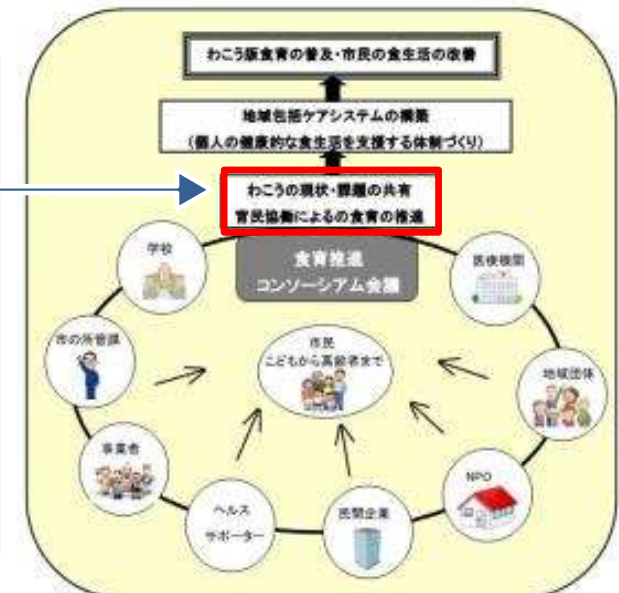 わこう版食育の普及・市民の食生活の改善
地域包括ケアシステムの構築
(個人の健康的な食生活を支援する体制づくり)
わこうの現状・課題の共有
官民協働によるの食育の推進
食育推進
コンソーシアム会議
学校
医療機関
市の所管課
市民
こどもから高齢者まで
地域団体
事業者
NPO
ヘルス
サポーター
民間企業